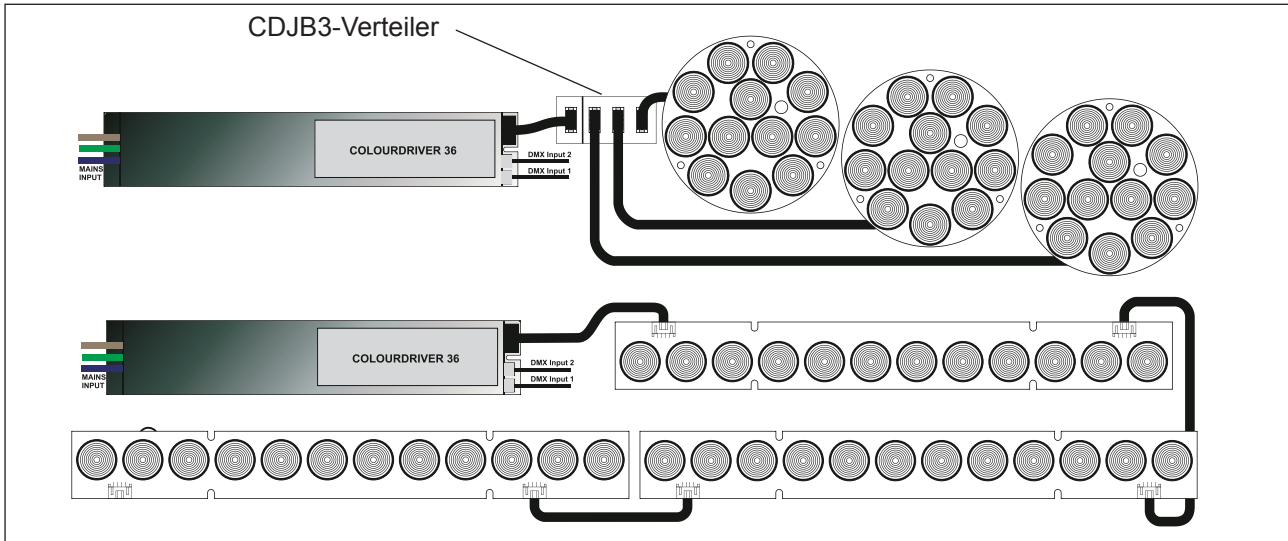 CDJB3-Verteiler
COLOURDRIVER 36
MAINS
INPUT
DMX Input 2
DMX Input 1
COLOURDRIVER 36
MAINS
INPUT
DMX Input 2
DMX Input 1